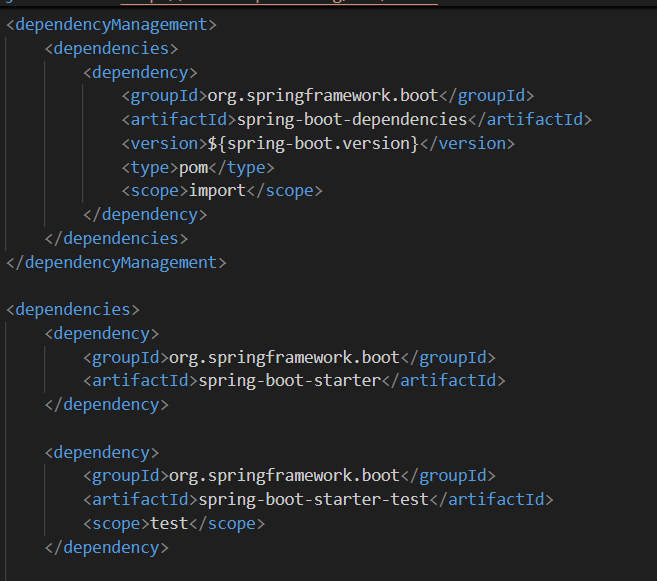 <dependencyManagement>
<dependencies>
<dependency>
<groupId>org.springframework.boot</groupId>
<artifactId>spring-boot-dependencies</artifactId>
<version>${spring-boot.version}</version>
<type>pom</type>
<scope>import</scope>
</dependency>
</dependencies>
</dependencyManagement>
<dependencies>
<dependency>
<groupId>org.springframework.boot</groupId>
<artifactId>spring-boot-starter</artifactId>
</dependency>
<dependency>
<groupId>org.springframework.boot</groupId>
<artifactId>spring-boot-starter-test</artifactId>
<scope>test</scope>
</dependency>